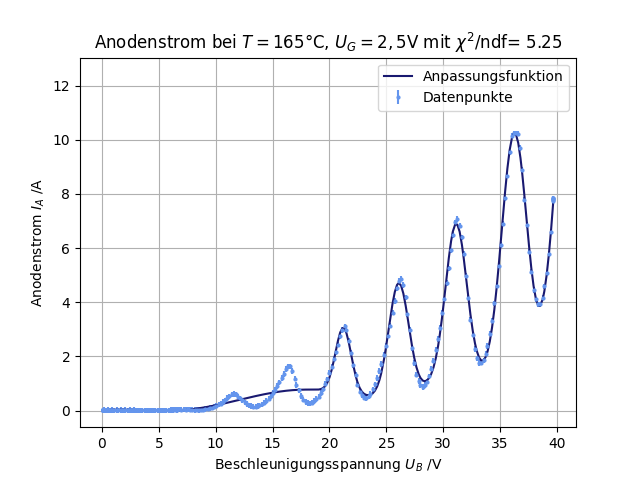 Anodenstrom bei T = 165°C, U_G = 2, 5V mit χ²/ndf= 5.25
Anpassungsfunktion
Datenpunkte
12
10
8
6
4
2
0
Anodenstrom I_A /A
0 5 10 15 20 25 30 35 40
Beschleunigungsspannung U_B /V